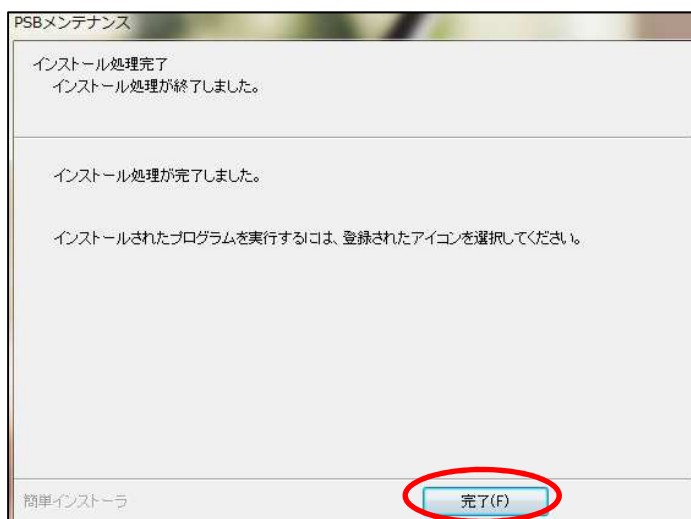 PSBメンテナンス
インストール処理完了
インストール処理が終了しました。
インストール処理が完了しました。
インストールされたプログラムを実行するには、登録されたアイコンを選択してください。
簡単インストーラ
完了(F)